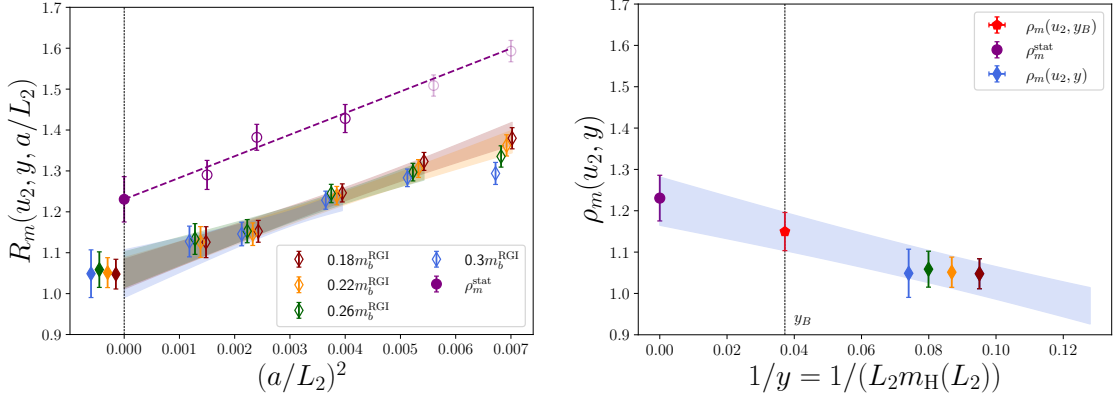 R_m(u_2, y, a/L_2)
1.7
1.6
1.5
1.4
1.3
1.2
1.1
1.0
0.9
0.18m_b^RGI
0.22m_b^RGI
0.26m_b^RGI
0.3m_b^RGI
ρ_m^stat
0.000 0.001 0.002 0.003 0.004 0.005 0.006 0.007
(a/L_2)^2
ρ_m(u_2, y)
1.7
1.6
1.5
1.4
1.3
1.2
1.1
1.0
0.9
ρ_m(u_2, y_B)
ρ_m^stat
ρ_m(u_2, y)
y_B
0.00 0.02 0.04 0.06 0.08 0.10 0.12
1/y = 1/(L_2m_H(L_2))